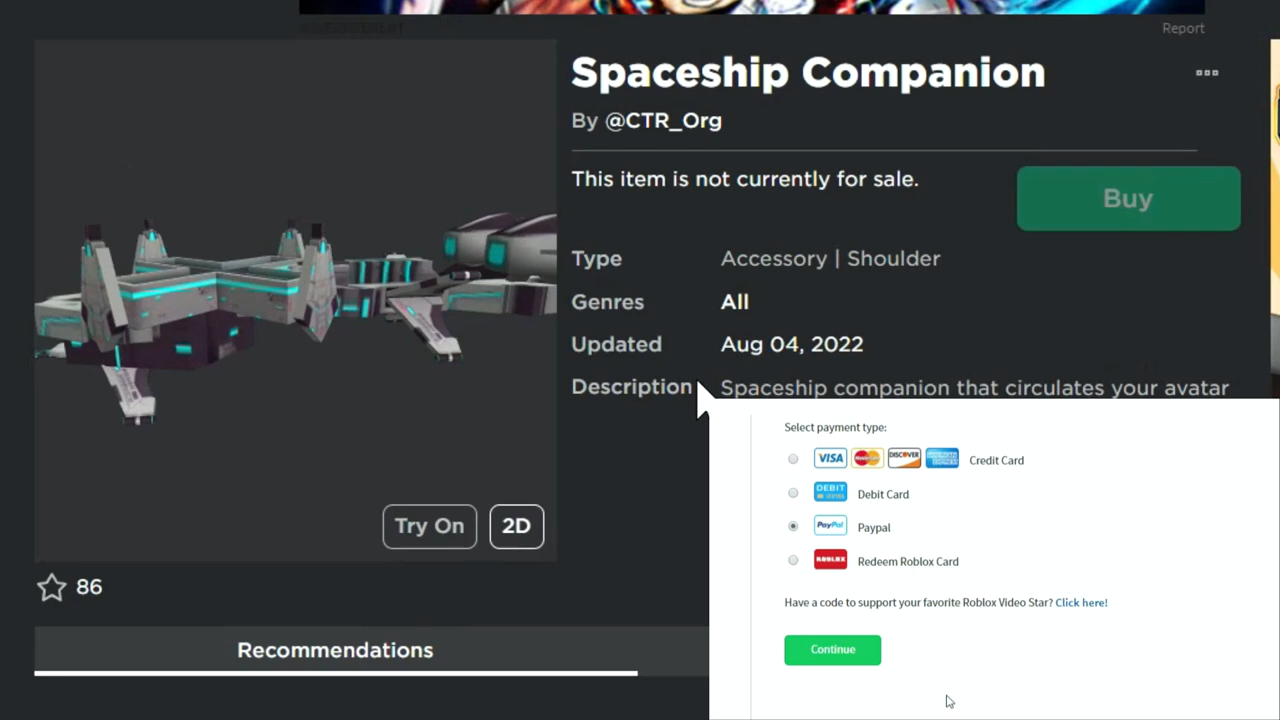 Report
Spaceship Companion
By @CTR_Org
This item is not currently for sale.
Buy
Type Accessory | Shoulder
Genres All
Updated Aug 04, 2022
Description Spaceship companion that circulates your avatar
Try On 2D
86
Recommendations
Select payment type:
VISA MasterCard DISCOVER Credit Card
DEBIT Debit Card
PayPal Paypal
ROBLOX Redeem Roblox Card
Have a code to support your favorite Roblox Video Star? Click here!
Continue